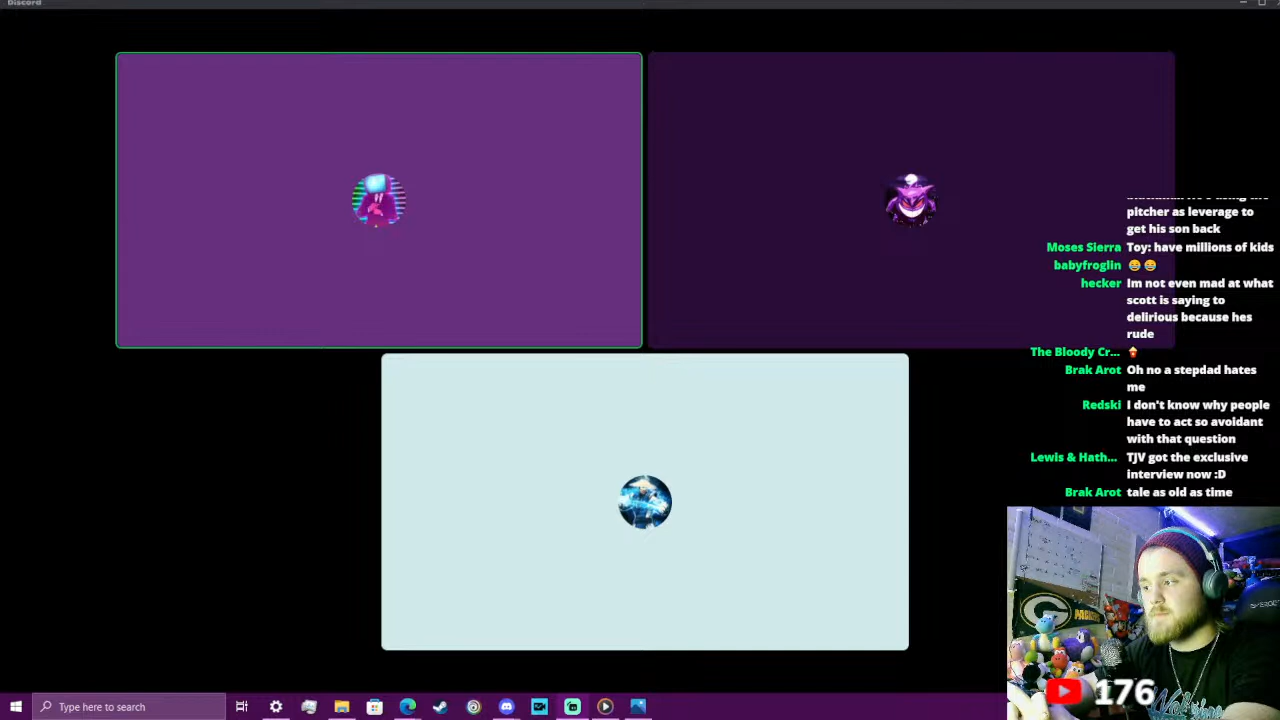 Discord
pitcher as leverage to
get his son back
Moses Sierra Toy: have millions of kids
babyfroglin 😂😂
hecker Im not even mad at what
scott is saying to
delirious because hes
rude
The Bloody Cr...
Brak Arot Oh no a stepdad hates
me
Redski I don't know why people
have to act so avoidant
with that question
Lewis & Hath... TJV got the exclusive
interview now :D
Brak Arot tale as old as time
PACKERS
176
Type here to search